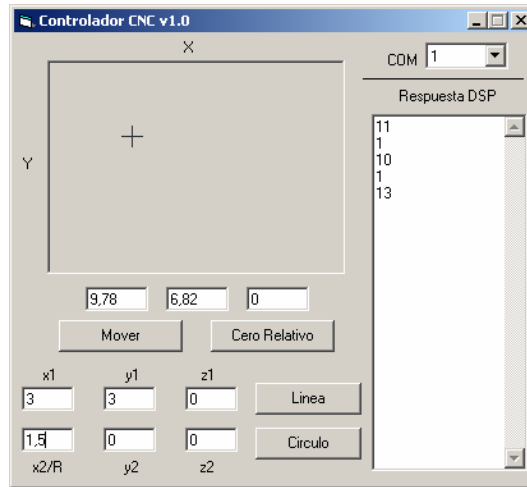 Controlador CNC v1.0
X
COM 1
Respuesta DSP
11
1
10
1
13
Y
9,78 6,82 0
Mover Cero Relativo
x1 y1 z1
3 3 0 Linea
1,5 0 0 Circulo
x2/R y2 z2